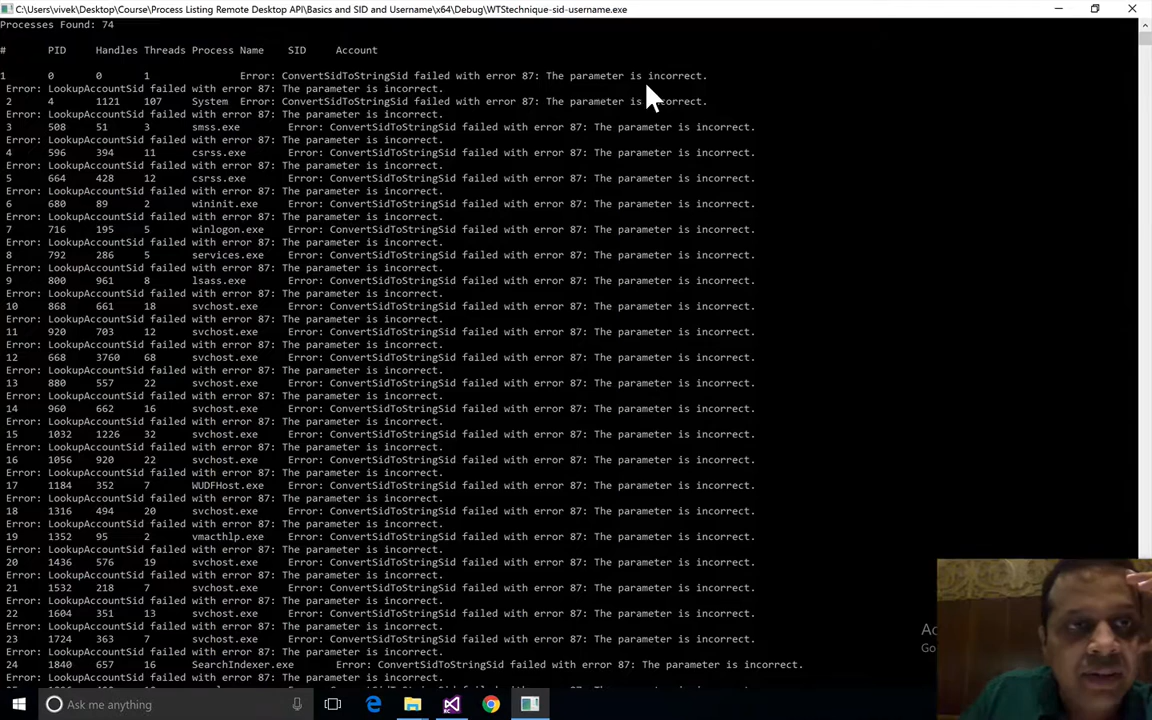 C:\Users\vivek\Desktop\Course\Process Listing Remote Desktop API\Basics and SID and Username\x64\Debug\WTStechnique-sid-username.exe
Processes Found: 74
# PID Handles Threads Process Name SID Account
1 0 0 1 Error: ConvertSidToStringSid failed with error 87: The parameter is incorrect.
Error: LookupAccountSid failed with error 87: The parameter is incorrect.
2 4 1121 107 System Error: ConvertSidToStringSid failed with error 87: The parameter is incorrect.
Error: LookupAccountSid failed with error 87: The parameter is incorrect.
3 508 51 3 smss.exe Error: ConvertSidToStringSid failed with error 87: The parameter is incorrect.
Error: LookupAccountSid failed with error 87: The parameter is incorrect.
4 596 394 11 csrss.exe Error: ConvertSidToStringSid failed with error 87: The parameter is incorrect.
Error: LookupAccountSid failed with error 87: The parameter is incorrect.
5 664 428 12 csrss.exe Error: ConvertSidToStringSid failed with error 87: The parameter is incorrect.
Error: LookupAccountSid failed with error 87: The parameter is incorrect.
6 680 89 2 wininit.exe Error: ConvertSidToStringSid failed with error 87: The parameter is incorrect.
Error: LookupAccountSid failed with error 87: The parameter is incorrect.
7 716 195 5 winlogon.exe Error: ConvertSidToStringSid failed with error 87: The parameter is incorrect.
Error: LookupAccountSid failed with error 87: The parameter is incorrect.
8 792 286 5 services.exe Error: ConvertSidToStringSid failed with error 87: The parameter is incorrect.
Error: LookupAccountSid failed with error 87: The parameter is incorrect.
9 800 961 8 lsass.exe Error: ConvertSidToStringSid failed with error 87: The parameter is incorrect.
Error: LookupAccountSid failed with error 87: The parameter is incorrect.
10 868 661 18 svchost.exe Error: ConvertSidToStringSid failed with error 87: The parameter is incorrect.
Error: LookupAccountSid failed with error 87: The parameter is incorrect.
11 920 703 12 svchost.exe Error: ConvertSidToStringSid failed with error 87: The parameter is incorrect.
Error: LookupAccountSid failed with error 87: The parameter is incorrect.
12 668 3760 68 svchost.exe Error: ConvertSidToStringSid failed with error 87: The parameter is incorrect.
Error: LookupAccountSid failed with error 87: The parameter is incorrect.
13 880 557 22 svchost.exe Error: ConvertSidToStringSid failed with error 87: The parameter is incorrect.
Error: LookupAccountSid failed with error 87: The parameter is incorrect.
14 960 662 16 svchost.exe Error: ConvertSidToStringSid failed with error 87: The parameter is incorrect.
Error: LookupAccountSid failed with error 87: The parameter is incorrect.
15 1032 1226 32 svchost.exe Error: ConvertSidToStringSid failed with error 87: The parameter is incorrect.
Error: LookupAccountSid failed with error 87: The parameter is incorrect.
16 1056 920 22 svchost.exe Error: ConvertSidToStringSid failed with error 87: The parameter is incorrect.
Error: LookupAccountSid failed with error 87: The parameter is incorrect.
17 1184 352 7 WUDFHost.exe Error: ConvertSidToStringSid failed with error 87: The parameter is incorrect.
Error: LookupAccountSid failed with error 87: The parameter is incorrect.
18 1316 494 20 svchost.exe Error: ConvertSidToStringSid failed with error 87: The parameter is incorrect.
Error: LookupAccountSid failed with error 87: The parameter is incorrect.
19 1352 95 2 vmacthlp.exe Error: ConvertSidToStringSid failed with error 87: The parameter is incorrect.
Error: LookupAccountSid failed with error 87: The parameter is incorrect.
20 1436 576 19 svchost.exe Error: ConvertSidToStringSid failed with error 87: The parameter is incorrect.
Error: LookupAccountSid failed with error 87: The parameter is incorrect.
21 1532 218 7 svchost.exe Error: ConvertSidToStringSid failed with error 87: The parameter is incorrect.
Error: LookupAccountSid failed with error 87: The parameter is incorrect.
22 1604 351 13 svchost.exe Error: ConvertSidToStringSid failed with error 87: The parameter is incorrect.
Error: LookupAccountSid failed with error 87: The parameter is incorrect.
23 1724 363 7 svchost.exe Error: ConvertSidToStringSid failed with error 87: The parameter is incorrect.
Error: LookupAccountSid failed with error 87: The parameter is incorrect.
24 1840 657 16 SearchIndexer.exe Error: ConvertSidToStringSid failed with error 87: The parameter is incorrect.
Error: LookupAccountSid failed with error 87: The parameter is incorrect.
Ask me anything